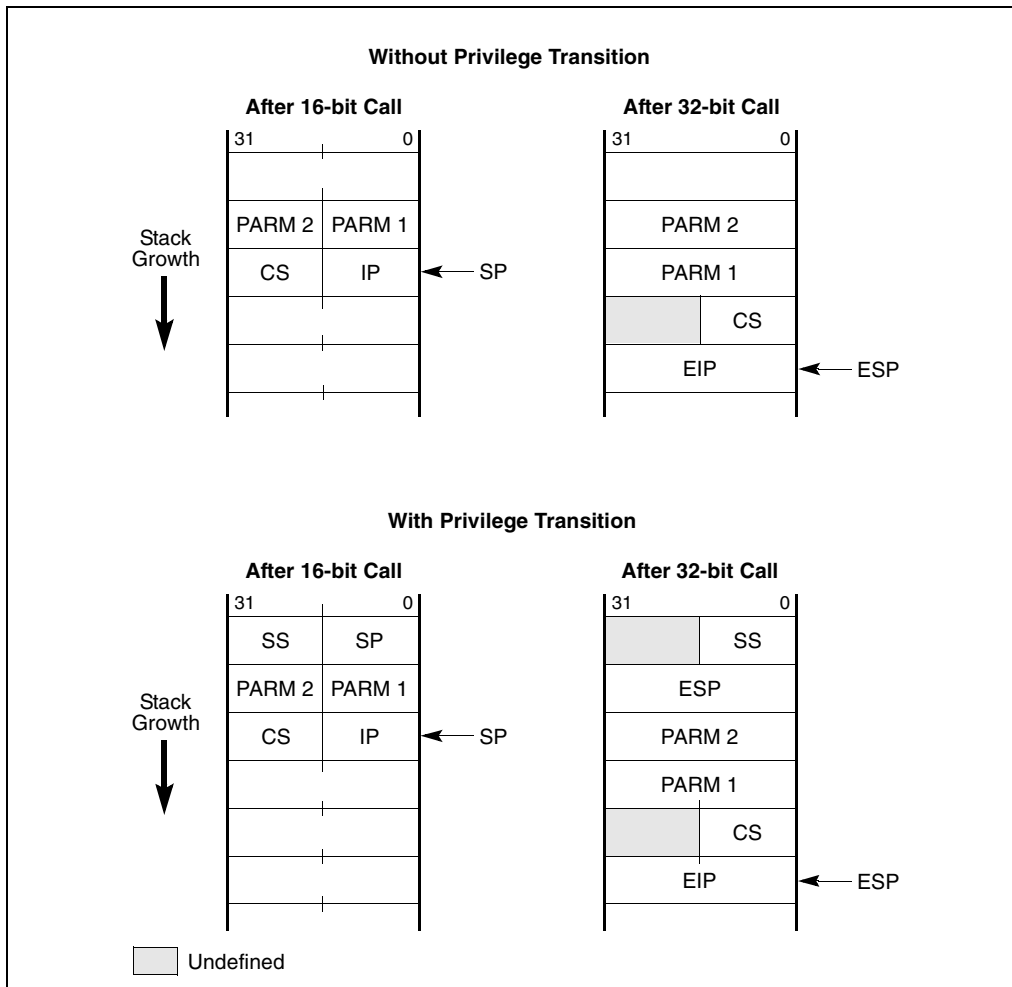 Without Privilege Transition
After 16-bit Call
After 32-bit Call
31 0
31 0
PARM 2 PARM 1
PARM 2
Stack
Growth
CS IP
SP
PARM 1
CS
EIP
ESP
With Privilege Transition
After 16-bit Call
After 32-bit Call
31 0
31 0
SS SP
SS
PARM 2 PARM 1
ESP
Stack
Growth
CS IP
SP
PARM 2
PARM 1
CS
EIP
ESP
Undefined